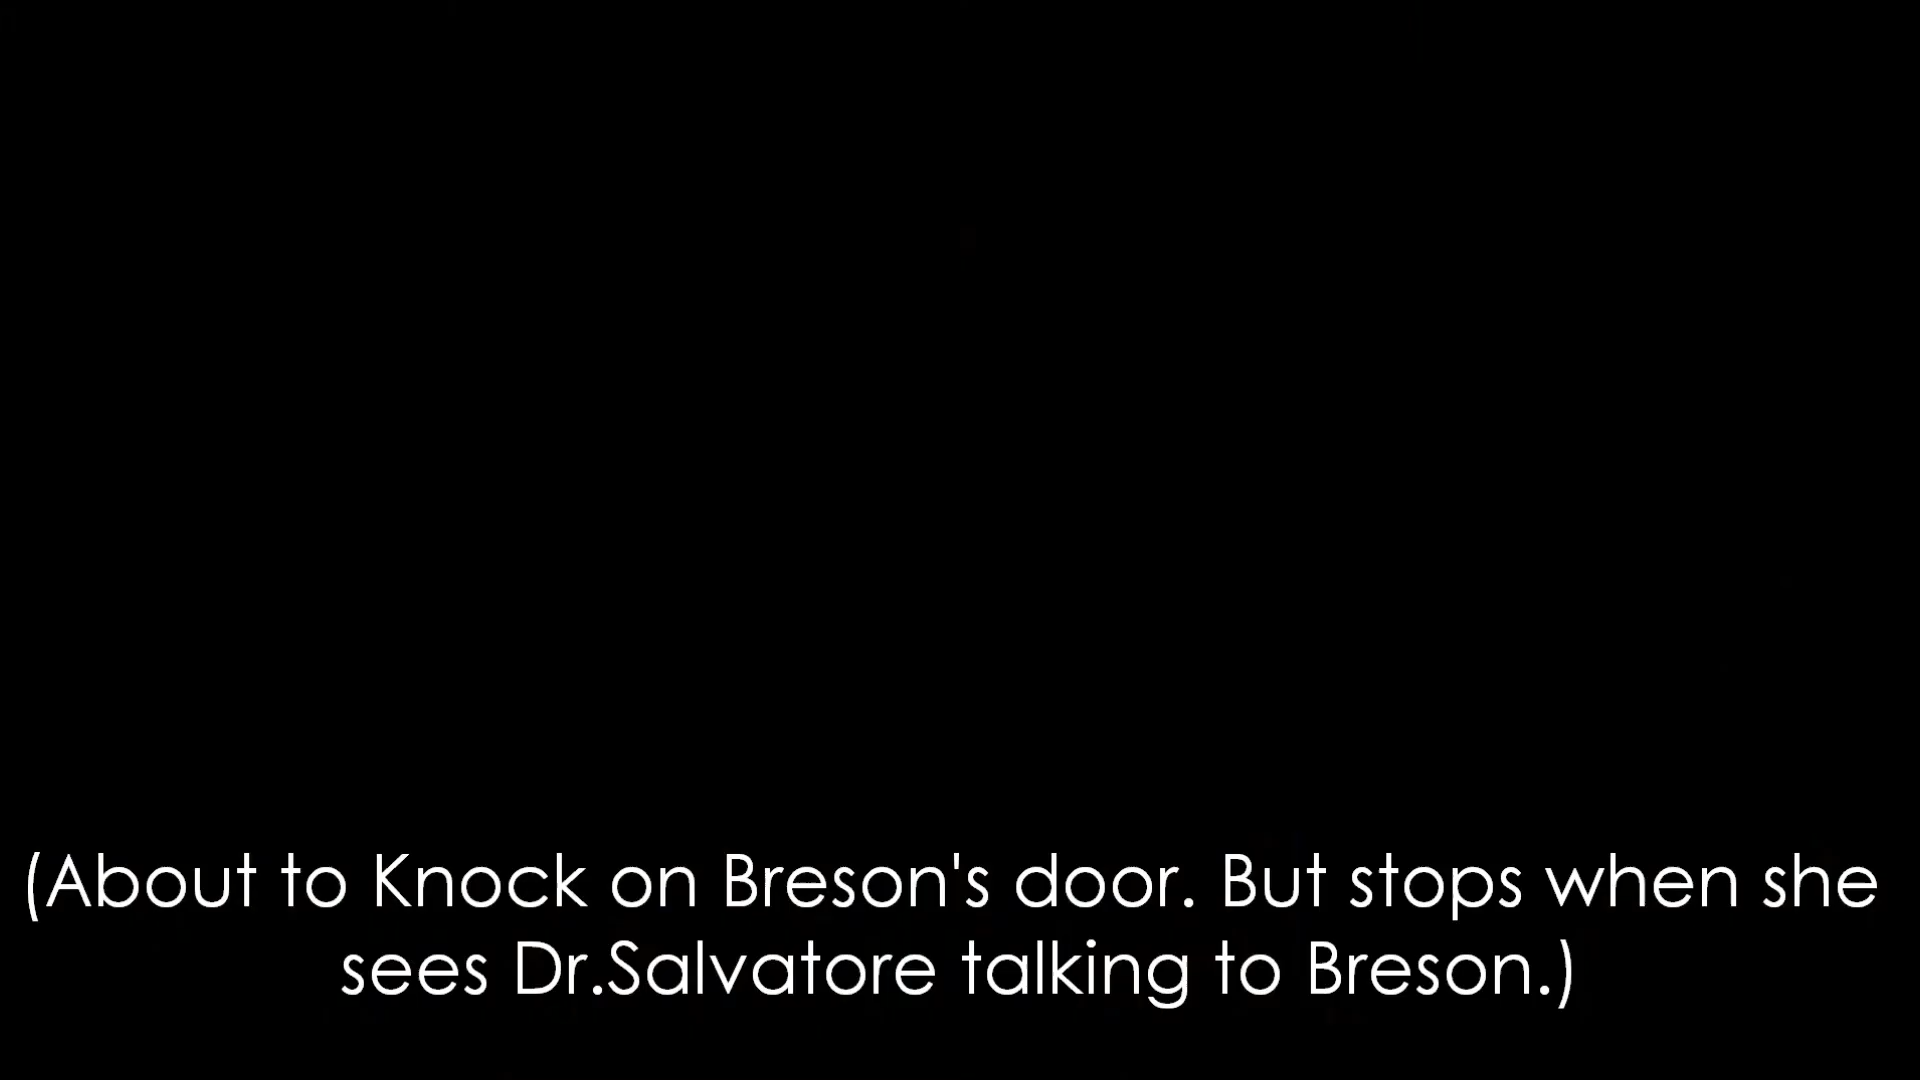 (About to Knock on Breson's door. But stops when she
sees Dr.Salvatore talking to Breson.)